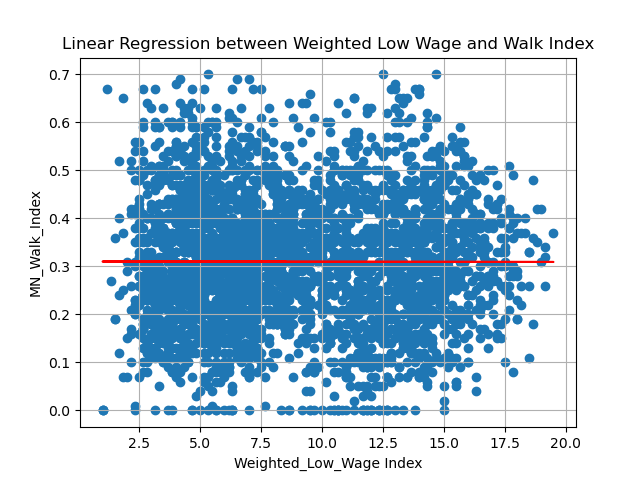 Linear Regression between Weighted Low Wage and Walk Index
0.7
0.6
0.5
0.4
0.3
0.2
0.1
0.0
MN_Walk_Index
2.5 5.0 7.5 10.0 12.5 15.0 17.5 20.0
Weighted_Low_Wage Index